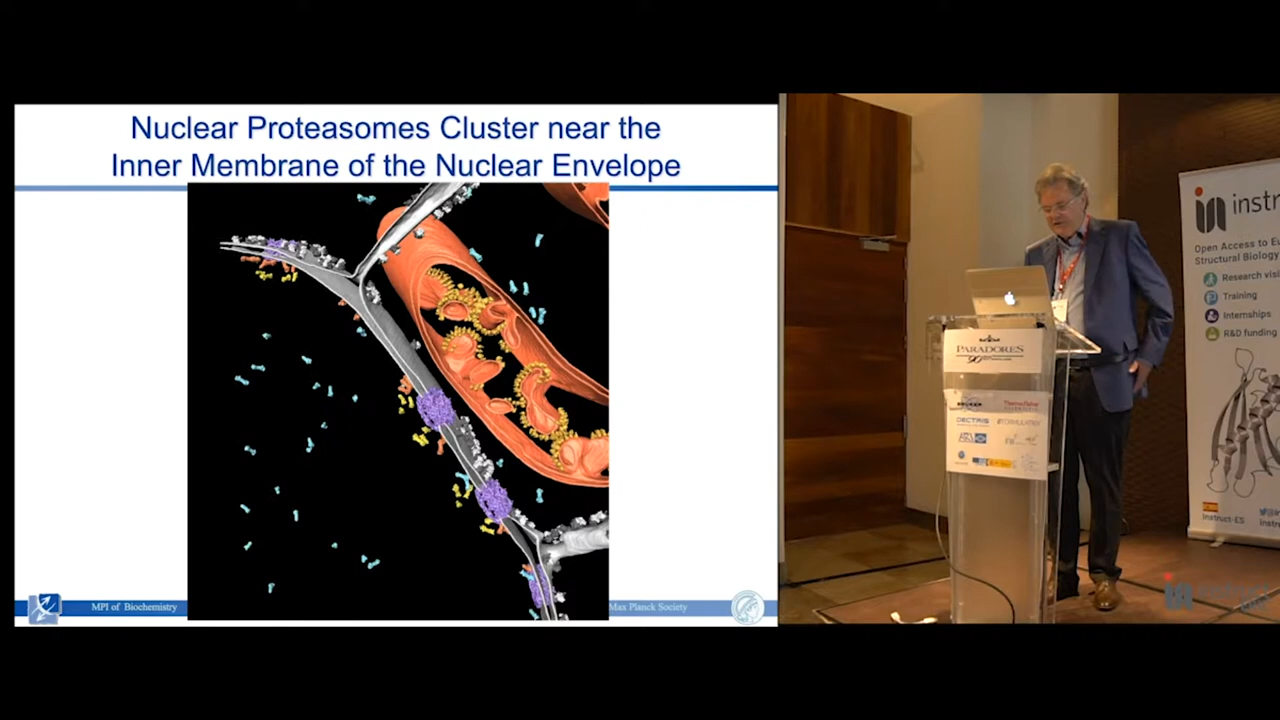 Nuclear Proteasomes Cluster near the
Inner Membrane of the Nuclear Envelope
MPI of Biochemistry
Max Planck Society
PARADORES
DECTRIS
instr
Open Access to Eu
Structural Biology
Research visi
Training
Internships
R&D funding
Instruct-ES